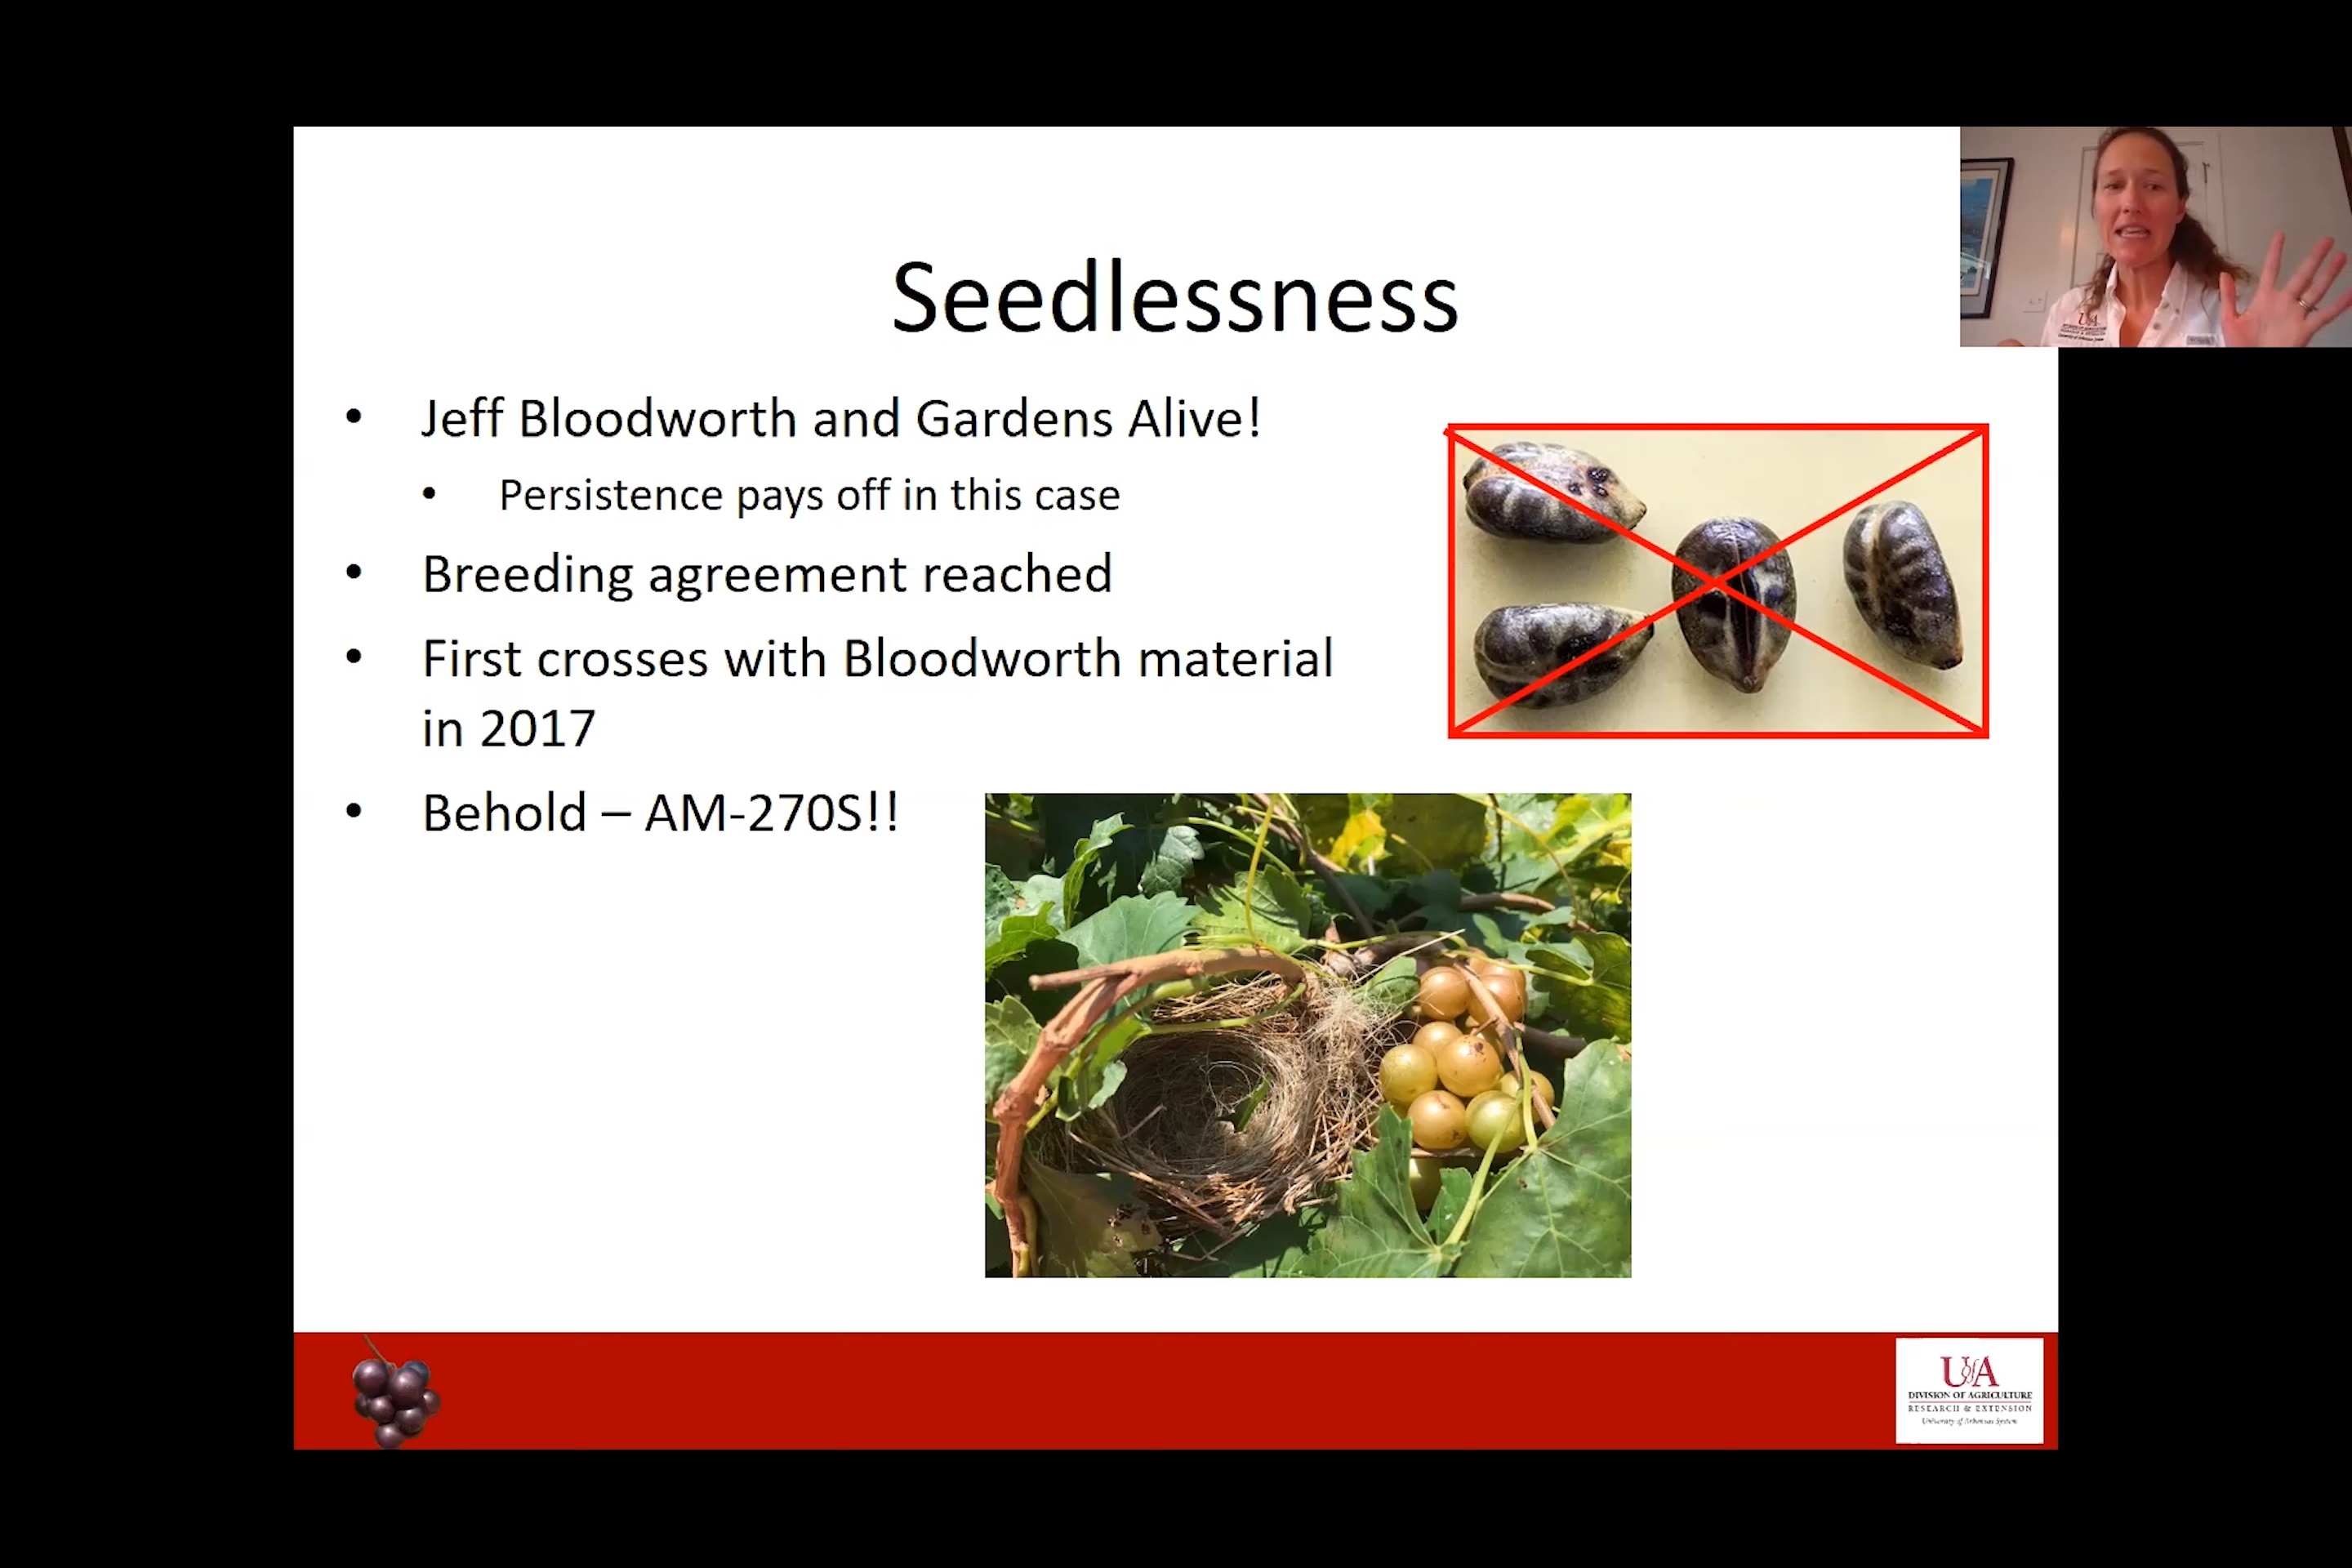 Seedlessness
• Jeff Bloodworth and Gardens Alive!
• Persistence pays off in this case
• Breeding agreement reached
• First crosses with Bloodworth material
in 2017
• Behold – AM-270S!!
UofA
DIVISION OF AGRICULTURE
RESEARCH & EXTENSION
University of Arkansas System